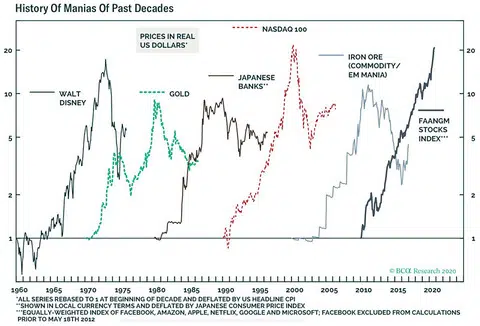 History Of Manias Of Past Decades
PRICES IN REAL
US DOLLARS*
NASDAQ 100
20
20
IRON ORE
(COMMODITY/
EM MANIA)
JAPANESE
BANKS**
WALT
DISNEY
GOLD
10
10
FAANGM
STOCKS
INDEX***
5
5
2
2
1
1
© BCA Research 2020
1960 1965 1970 1975 1980 1985 1990 1995 2000 2005 2010 2015 2020
*ALL SERIES REBASED TO 1 AT BEGINNING OF DECADE AND DEFLATED BY US HEADLINE CPI
**SHOWN IN LOCAL CURRENCY TERMS AND DEFLATED BY JAPANESE CONSUMER PRICE INDEX
***EQUALLY-WEIGHTED INDEX OF FACEBOOK, AMAZON, APPLE, NETFLIX, GOOGLE AND MICROSOFT; FACEBOOK EXCLUDED FROM CALCULATIONS
PRIOR TO MAY 18TH 2012